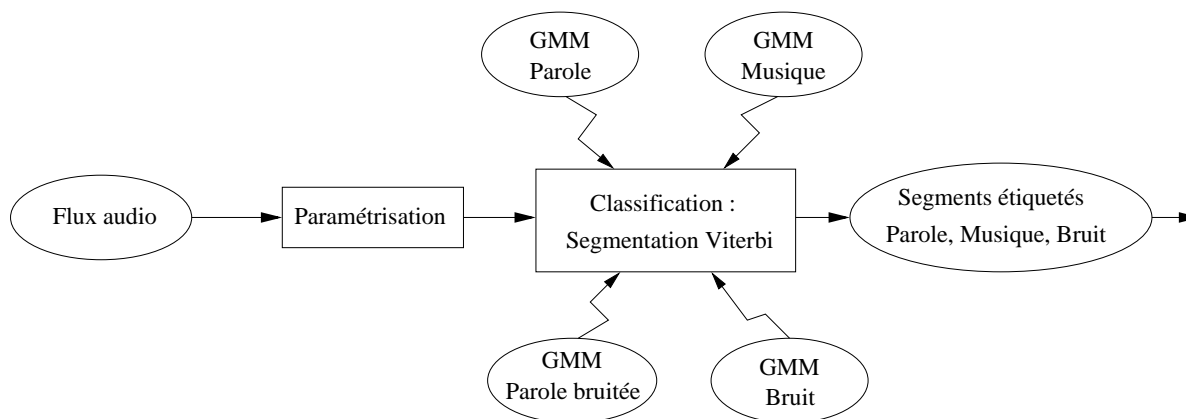 GMM
Parole
GMM
Musique
Flux audio
Paramétrisation
Classification :
Segmentation Viterbi
Segments étiquetés
Parole, Musique, Bruit
GMM
Parole bruitée
GMM
Bruit